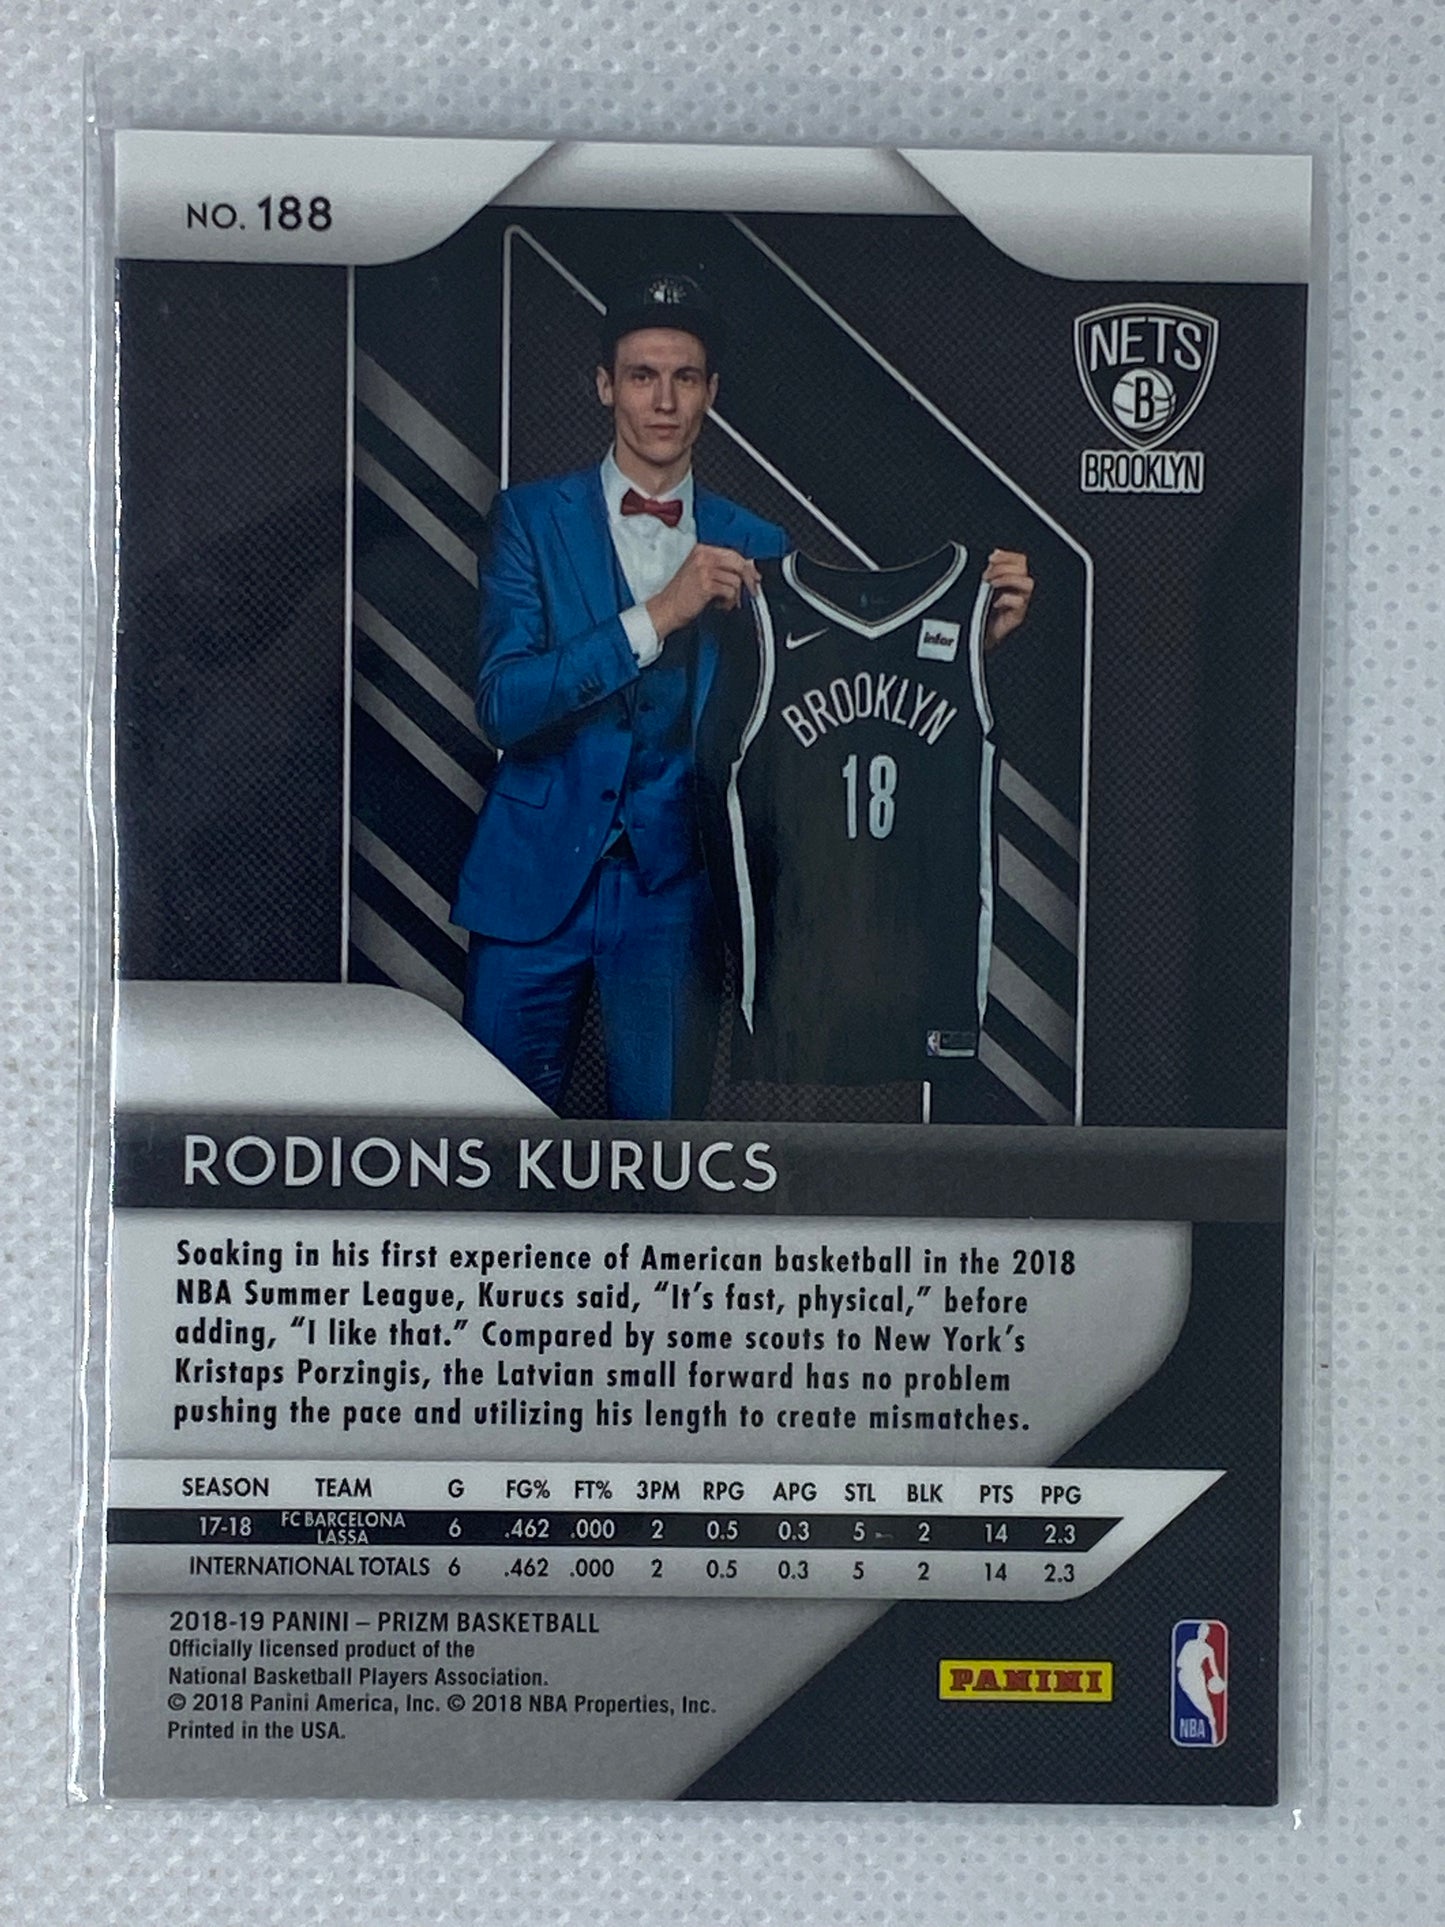 NO. 188
NETS
B
BROOKLYN
infor
BROOKLYN
18
RODIONS KURUCS
Soaking in his first experience of American basketball in the 2018
NBA Summer League, Kurucs said, “It’s fast, physical,” before
adding, “I like that.” Compared by some scouts to New York’s
Kristaps Porzingis, the Latvian small forward has no problem
pushing the pace and utilizing his length to create mismatches.
SEASON TEAM G FG% FT% 3PM RPG APG STL BLK PTS PPG
17-18 FC BARCELONA LASSA 6 .462 .000 2 0.5 0.3 5 2 14 2.3
INTERNATIONAL TOTALS 6 .462 .000 2 0.5 0.3 5 2 14 2.3
2018-19 PANINI – PRIZM BASKETBALL
Officially licensed product of the
National Basketball Players Association.
© 2018 Panini America, Inc. © 2018 NBA Properties, Inc.
Printed in the USA.
PANINI
NBA